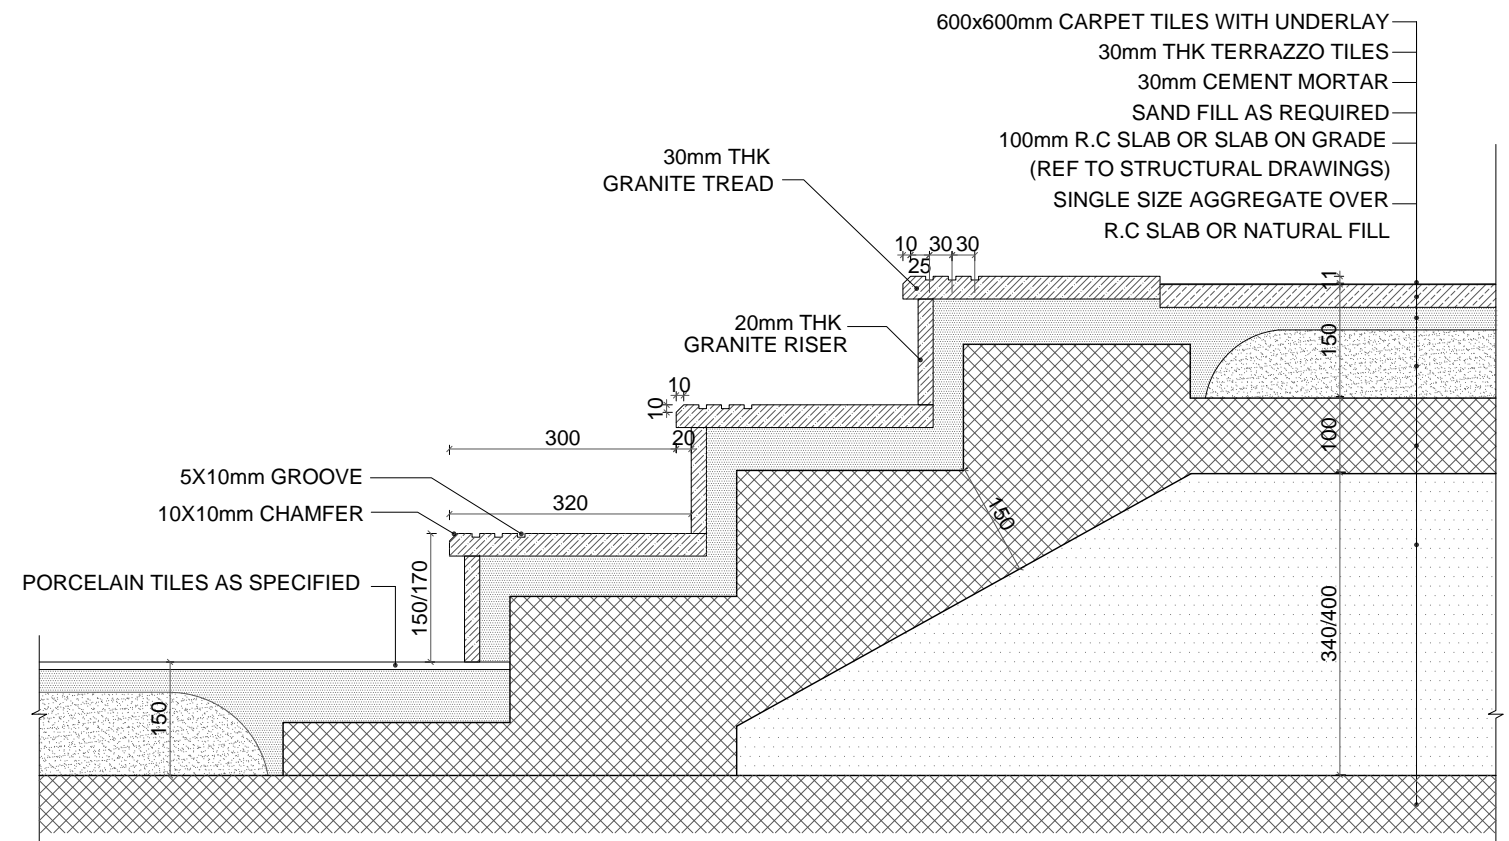 600x600mm CARPET TILES WITH UNDERLAY
30mm THK TERRAZZO TILES
30mm CEMENT MORTAR
SAND FILL AS REQUIRED
100mm R.C SLAB OR SLAB ON GRADE
(REF TO STRUCTURAL DRAWINGS)
SINGLE SIZE AGGREGATE OVER
R.C SLAB OR NATURAL FILL
30mm THK
GRANITE TREAD
10
30
30
25
11
20mm THK
GRANITE RISER
150
10
10
300
20
100
5X10mm GROOVE
10X10mm CHAMFER
320
150
PORCELAIN TILES AS SPECIFIED
150/170
340/400
150